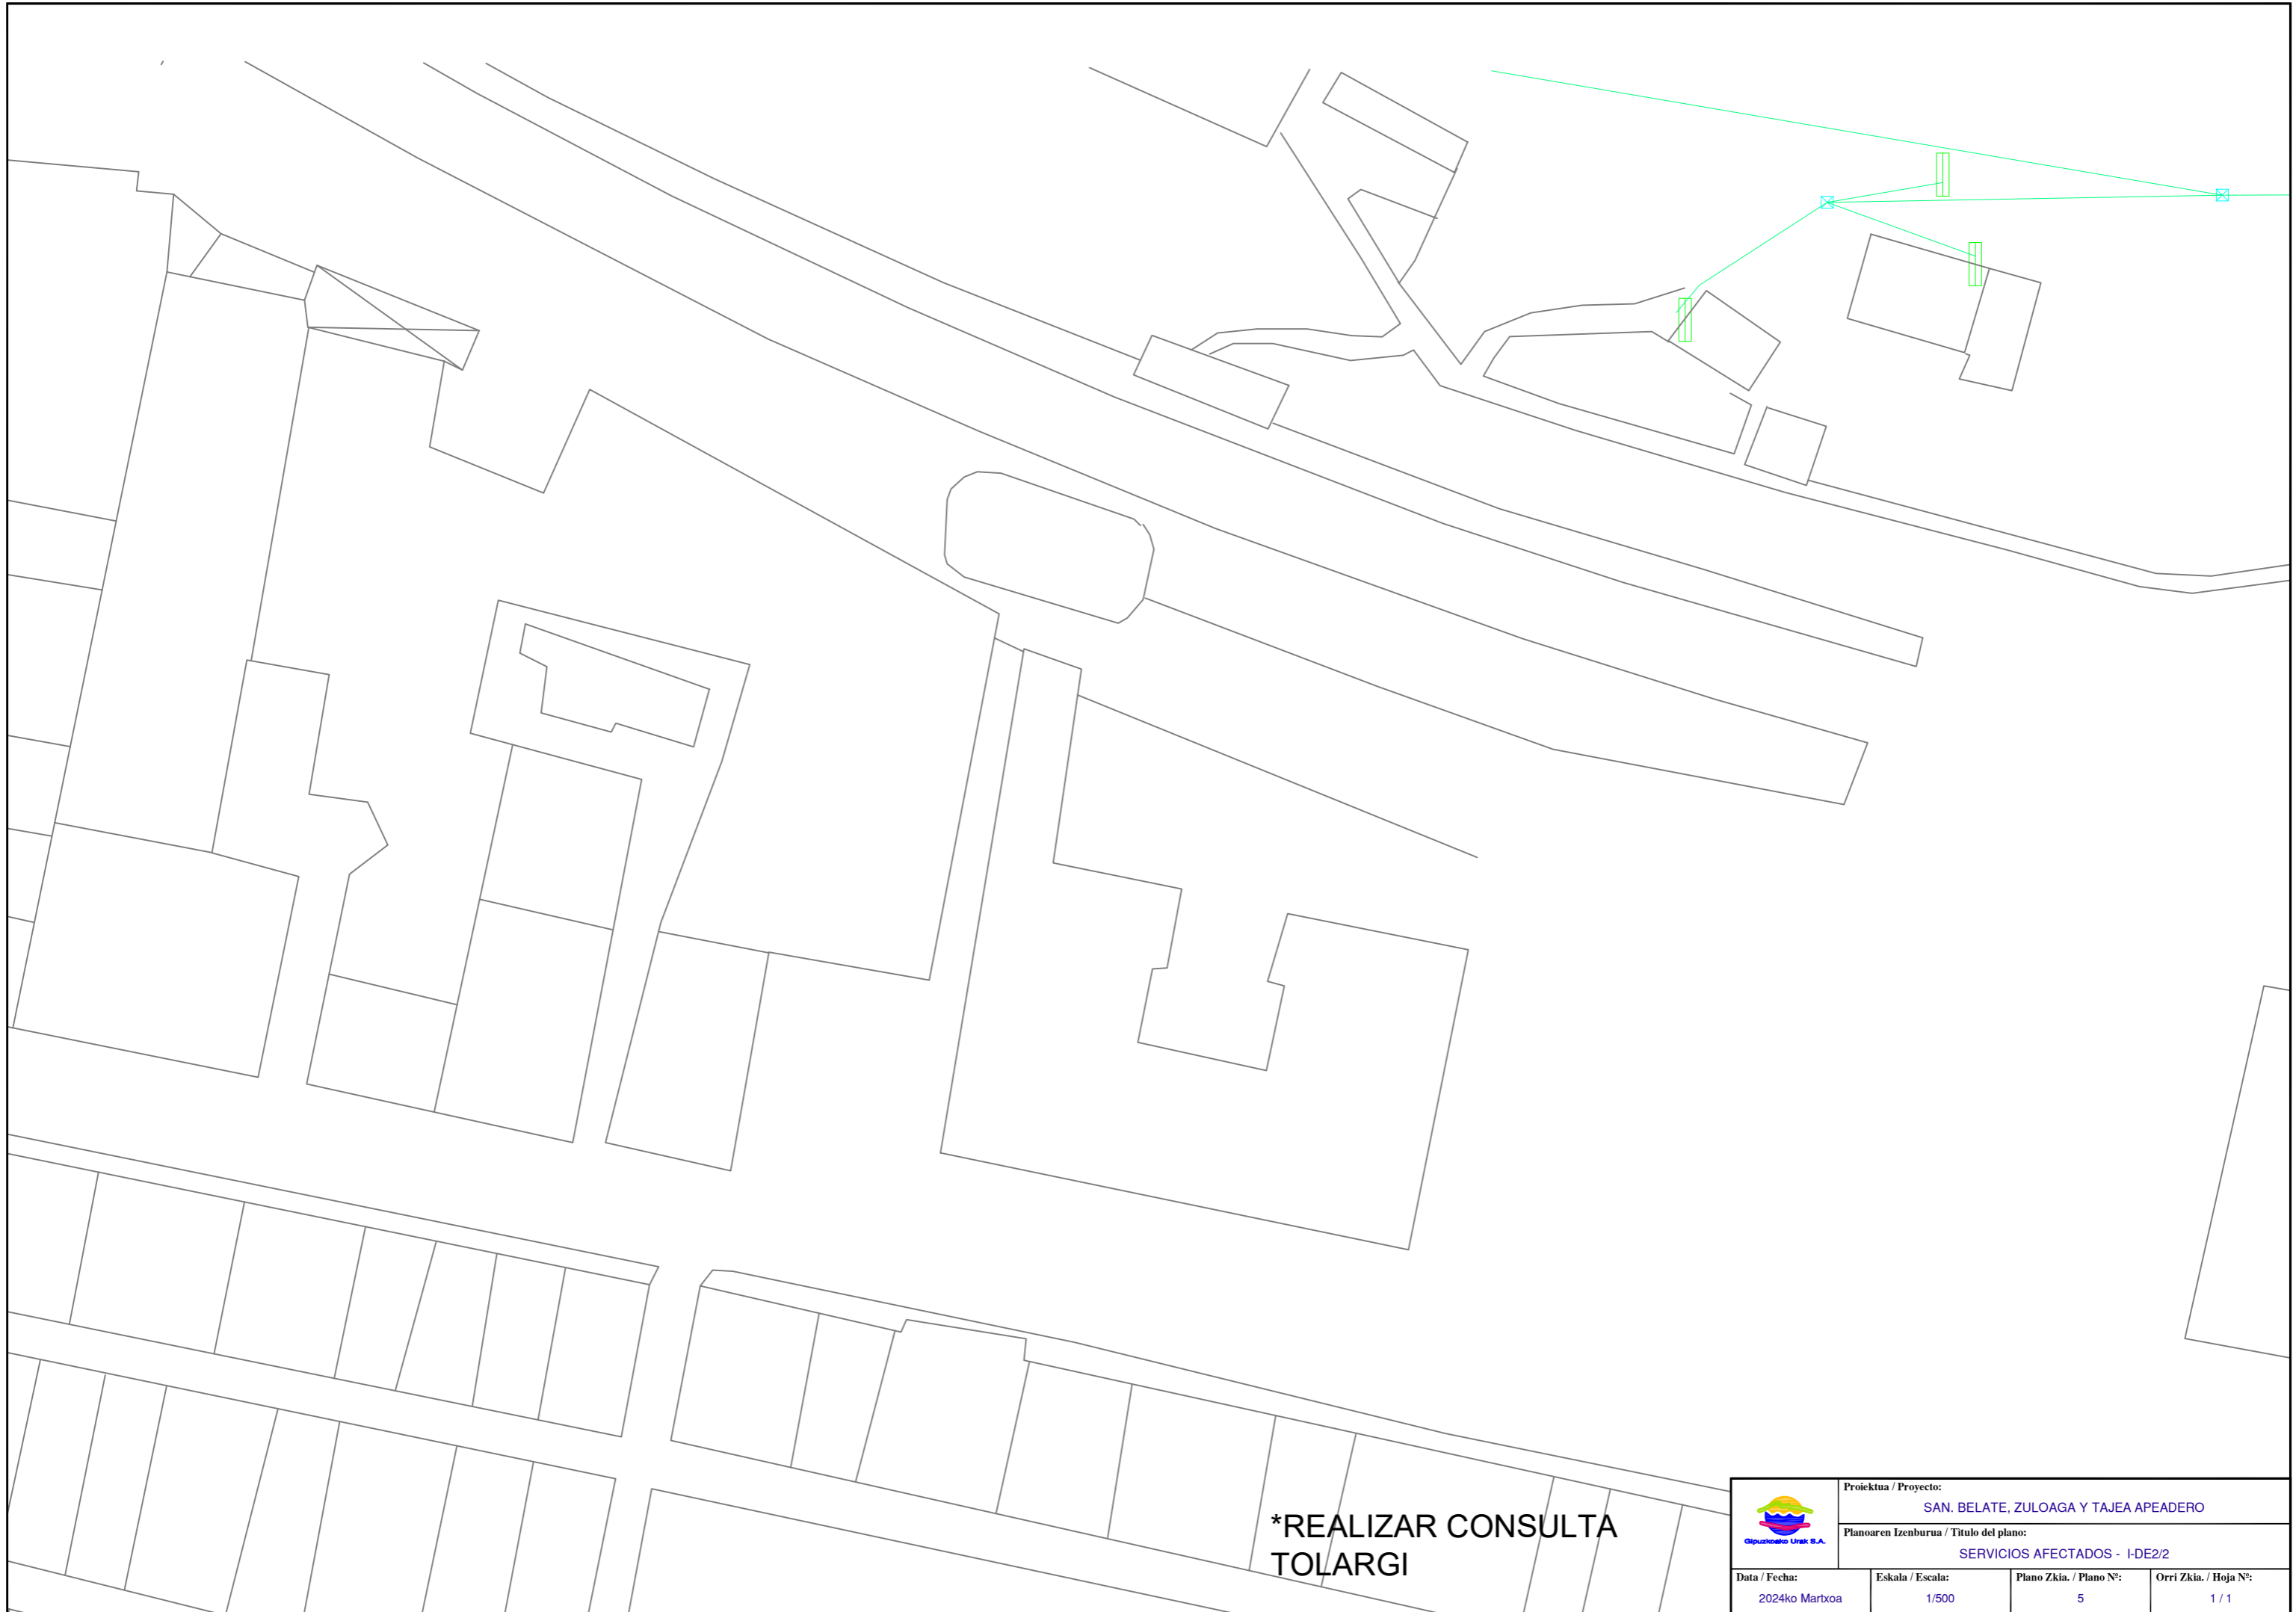 *REALIZAR CONSULTA
TOLARGI
Gipuzkoako Urak S.A.
Proiektua / Proyecto:
SAN. BELATE, ZULOAGA Y TAJEA APEADERO
Planoaren Izenburua / Titulo del plano:
SERVICIOS AFECTADOS - I-DE2/2
Data / Fecha:
2024ko Martxoa
Eskala / Escala:
1/500
Plano Zkia. / Plano Nº:
5
Orri Zkia. / Hoja Nº:
1 / 1